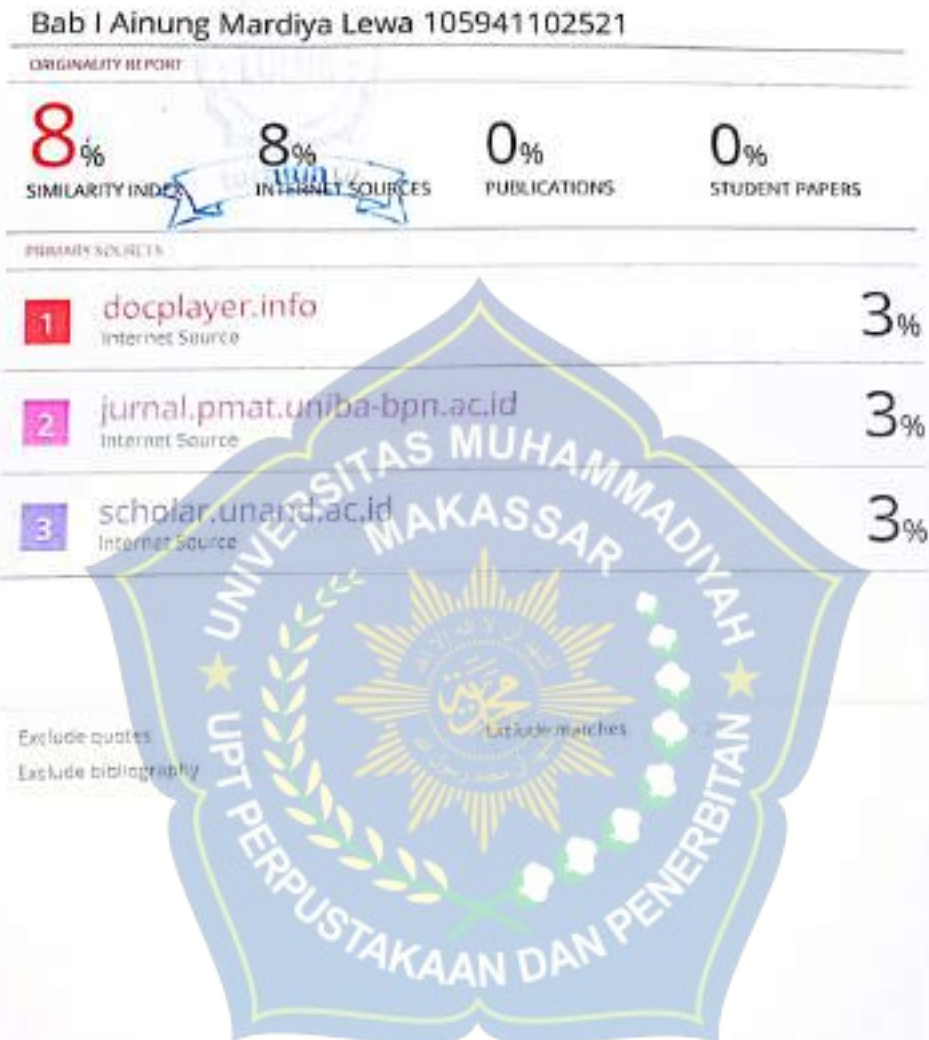 Bab I Ainung Mardiya Lewa 105941102521
ORIGINALITY REPORT
8% 8% 0% 0%
SIMILARITY INDEX INTERNET SOURCES PUBLICATIONS STUDENT PAPERS
PRIMARY SOURCES
1 docplayer.info 3%
Internet Source
2 jurnal.pmat.uniba-bpn.ac.id 3%
Internet Source
3 scholar.unand.ac.id 3%
Internet Source
UNIVERSITAS MUHAMMADIYAH
MAKASSAR
Exclude quotes Exclude matches
Exclude bibliography
UPT PERPUSTAKAAN DAN PENERBITAN